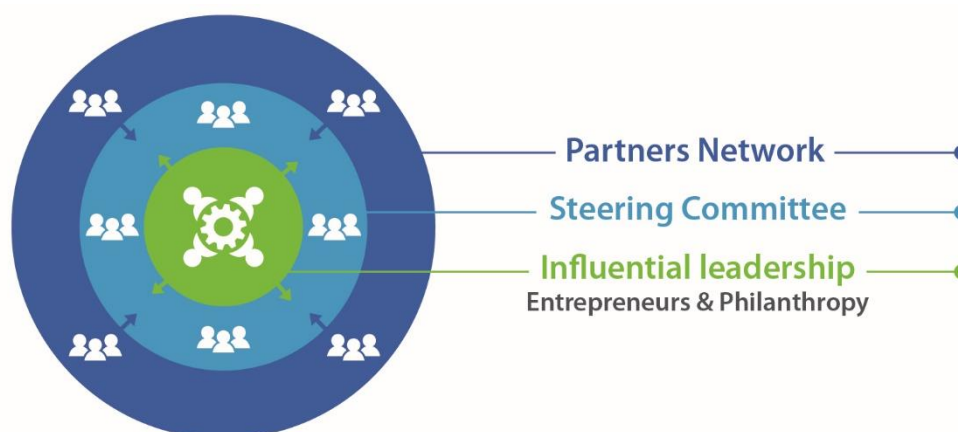 Partners Network
Steering Committee
Influential leadership
Entrepreneurs & Philanthropy